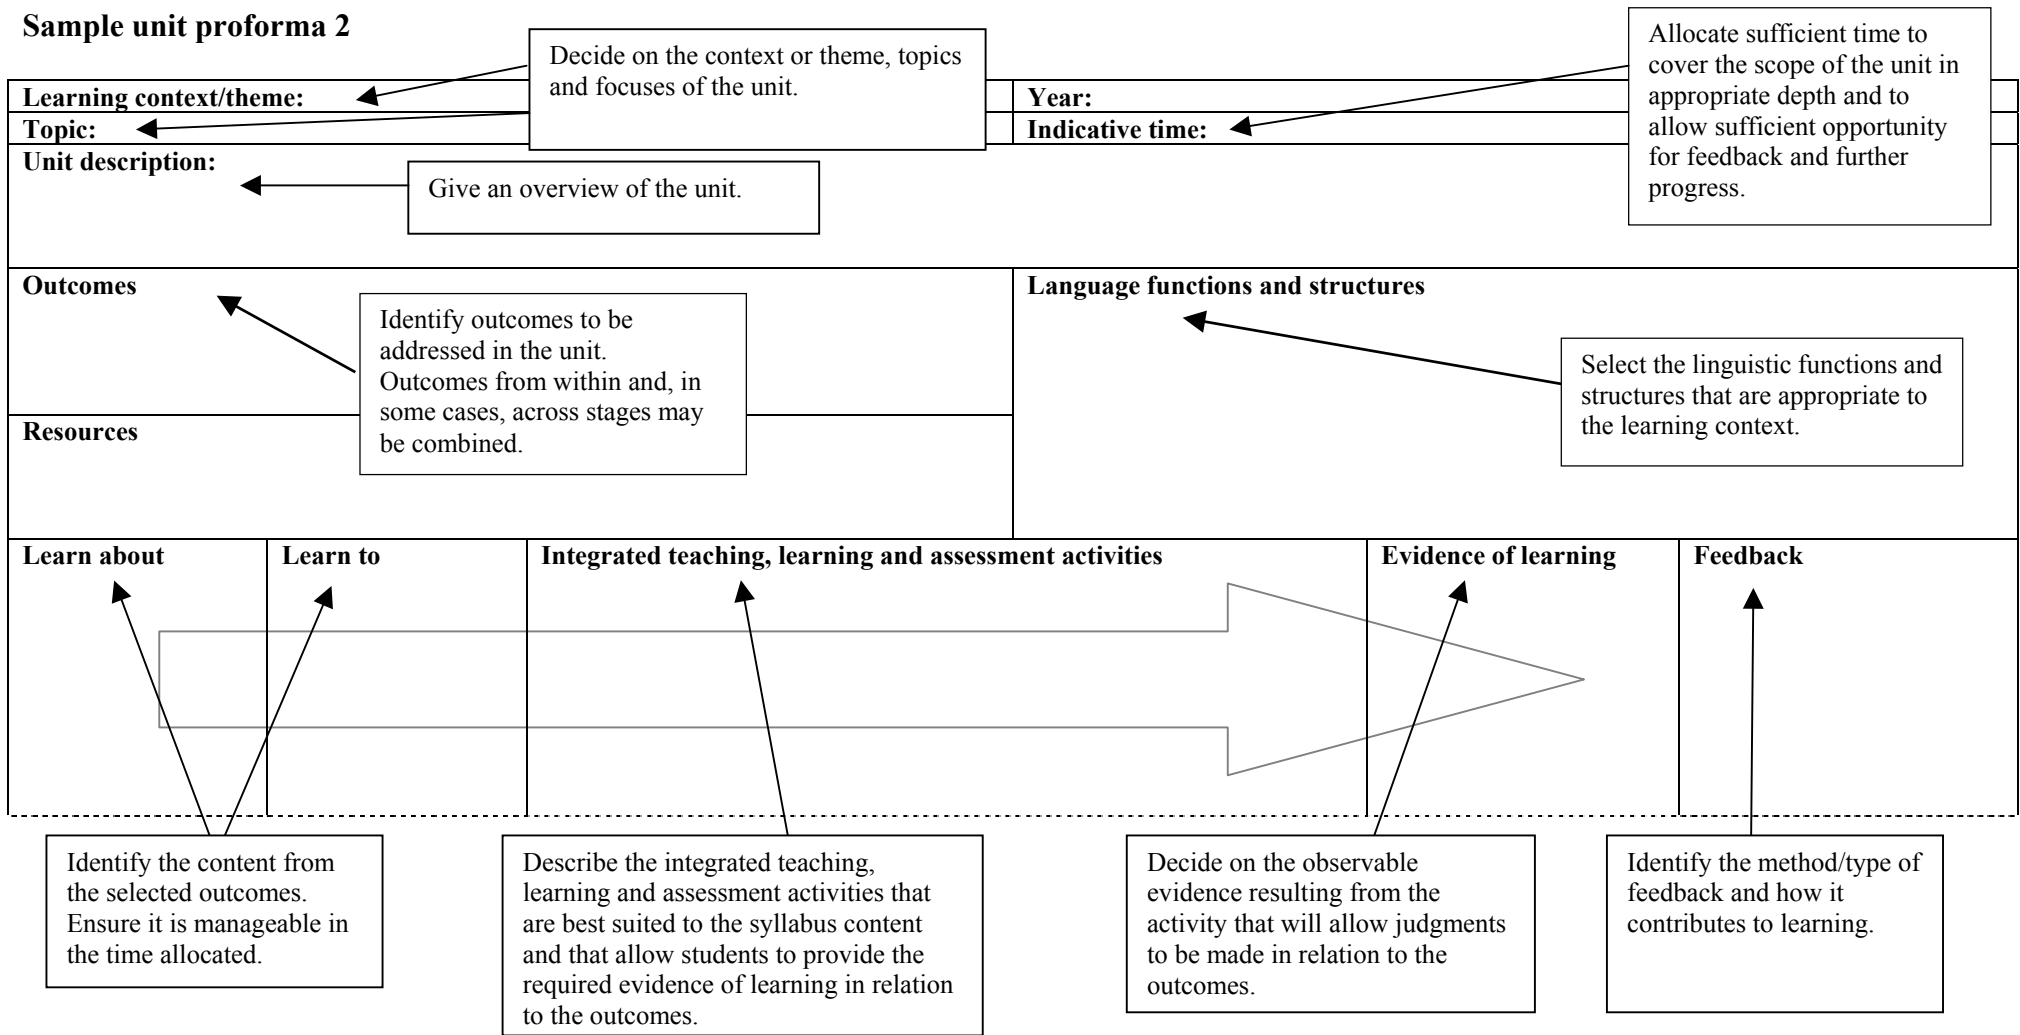 Sample unit proforma 2
Decide on the context or theme, topics
and focuses of the unit.
Allocate sufficient time to
cover the scope of the unit in
appropriate depth and to
allow sufficient opportunity
for feedback and further
progress.
Learning context/theme:
Year:
Topic:
Indicative time:
Unit description:
Give an overview of the unit.
Outcomes
Identify outcomes to be
addressed in the unit.
Outcomes from within and, in
some cases, across stages may
be combined.
Language functions and structures
Select the linguistic functions and
structures that are appropriate to
the learning context.
Resources
Learn about
Learn to
Integrated teaching, learning and assessment activities
Evidence of learning
Feedback
Identify the content from
the selected outcomes.
Ensure it is manageable in
the time allocated.
Describe the integrated teaching,
learning and assessment activities that
are best suited to the syllabus content
and that allow students to provide the
required evidence of learning in relation
to the outcomes.
Decide on the observable
evidence resulting from the
activity that will allow judgments
to be made in relation to the
outcomes.
Identify the method/type of
feedback and how it
contributes to learning.